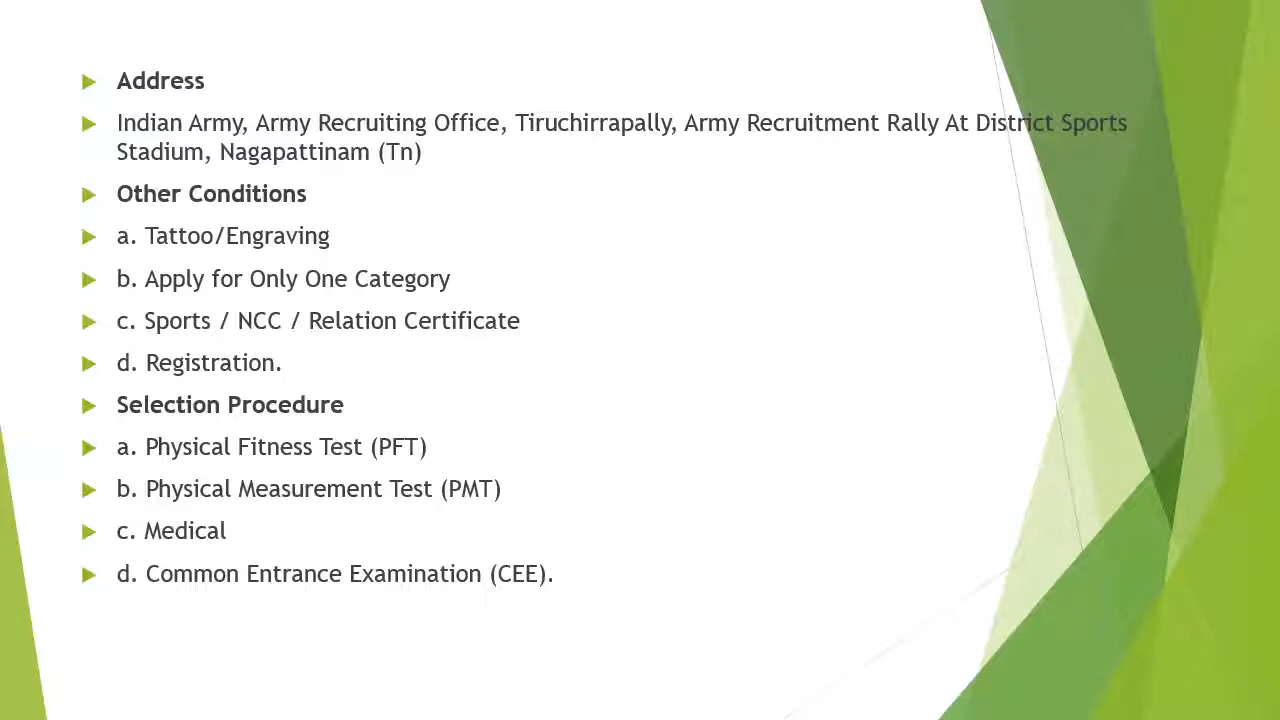 Address
Indian Army, Army Recruiting Office, Tiruchirrapally, Army Recruitment Rally At District Sports
Stadium, Nagapattinam (Tn)
Other Conditions
a. Tattoo/Engraving
b. Apply for Only One Category
c. Sports / NCC / Relation Certificate
d. Registration.
Selection Procedure
a. Physical Fitness Test (PFT)
b. Physical Measurement Test (PMT)
c. Medical
d. Common Entrance Examination (CEE).